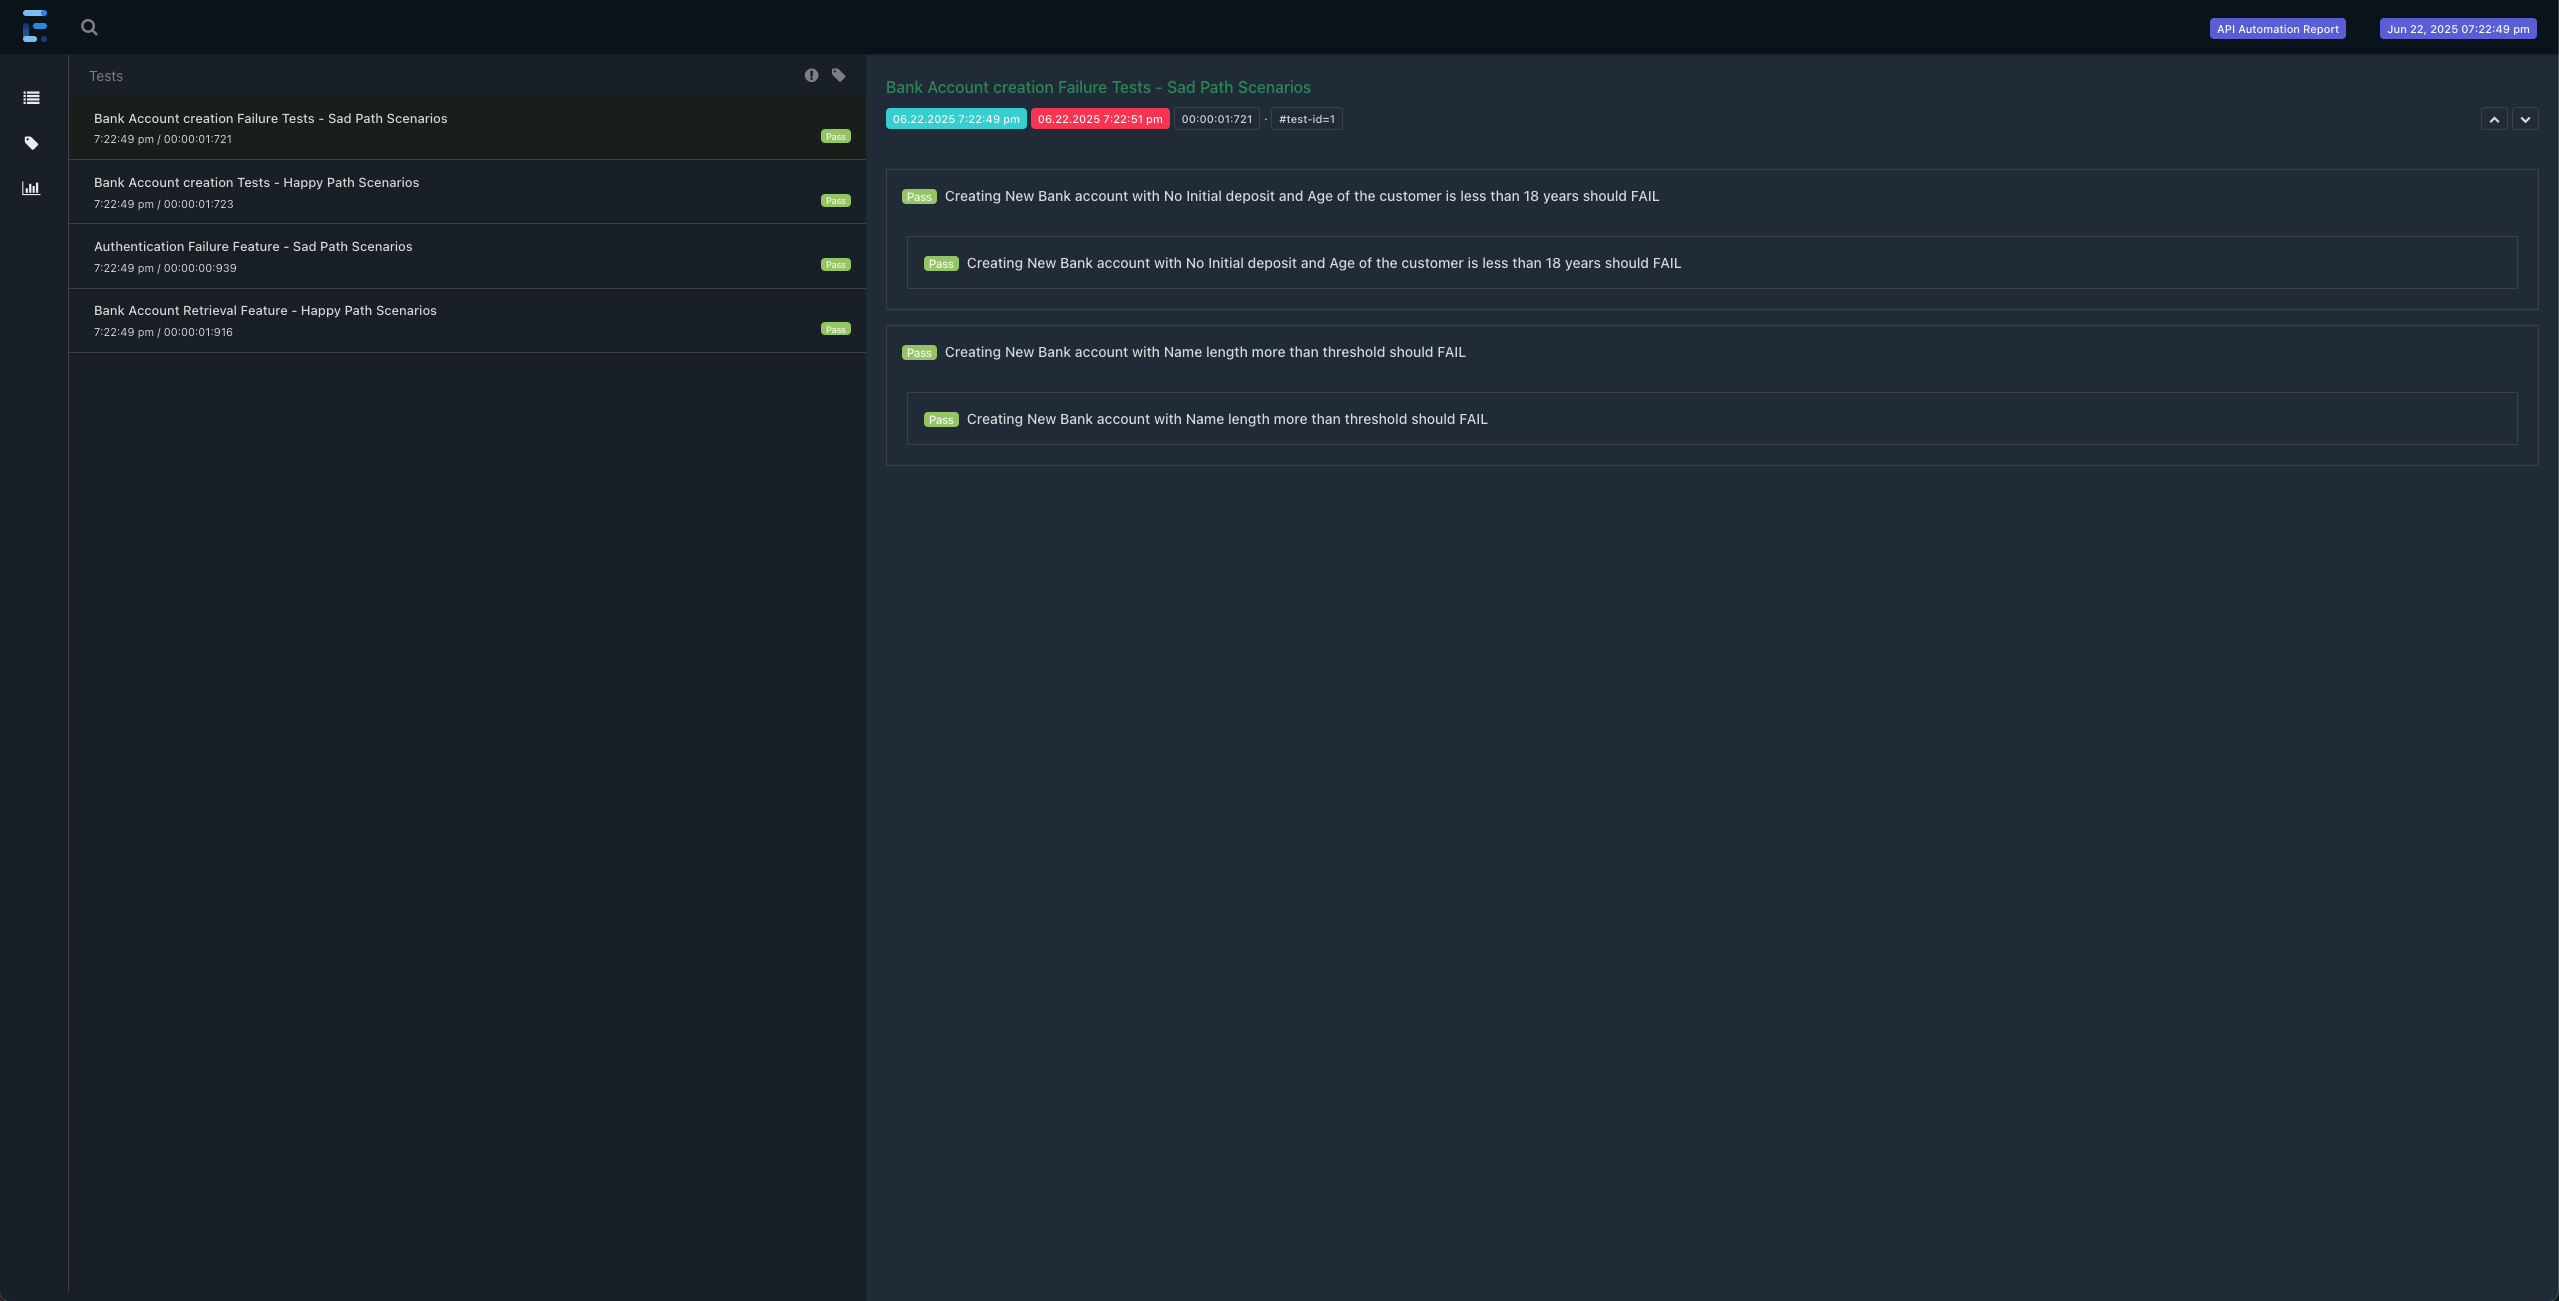 API Automation Report
Jun 22, 2025 07:22:49 pm
Tests
Bank Account creation Failure Tests - Sad Path Scenarios
7:22:49 pm / 00:00:01:721
Pass
Bank Account creation Tests - Happy Path Scenarios
7:22:49 pm / 00:00:01:723
Pass
Authentication Failure Feature - Sad Path Scenarios
7:22:49 pm / 00:00:00:939
Pass
Bank Account Retrieval Feature - Happy Path Scenarios
7:22:49 pm / 00:00:01:916
Pass
Bank Account creation Failure Tests - Sad Path Scenarios
06.22.2025 7:22:49 pm 06.22.2025 7:22:51 pm 00:00:01:721 · #test-id=1
Pass Creating New Bank account with No Initial deposit and Age of the customer is less than 18 years should FAIL
Pass Creating New Bank account with No Initial deposit and Age of the customer is less than 18 years should FAIL
Pass Creating New Bank account with Name length more than threshold should FAIL
Pass Creating New Bank account with Name length more than threshold should FAIL